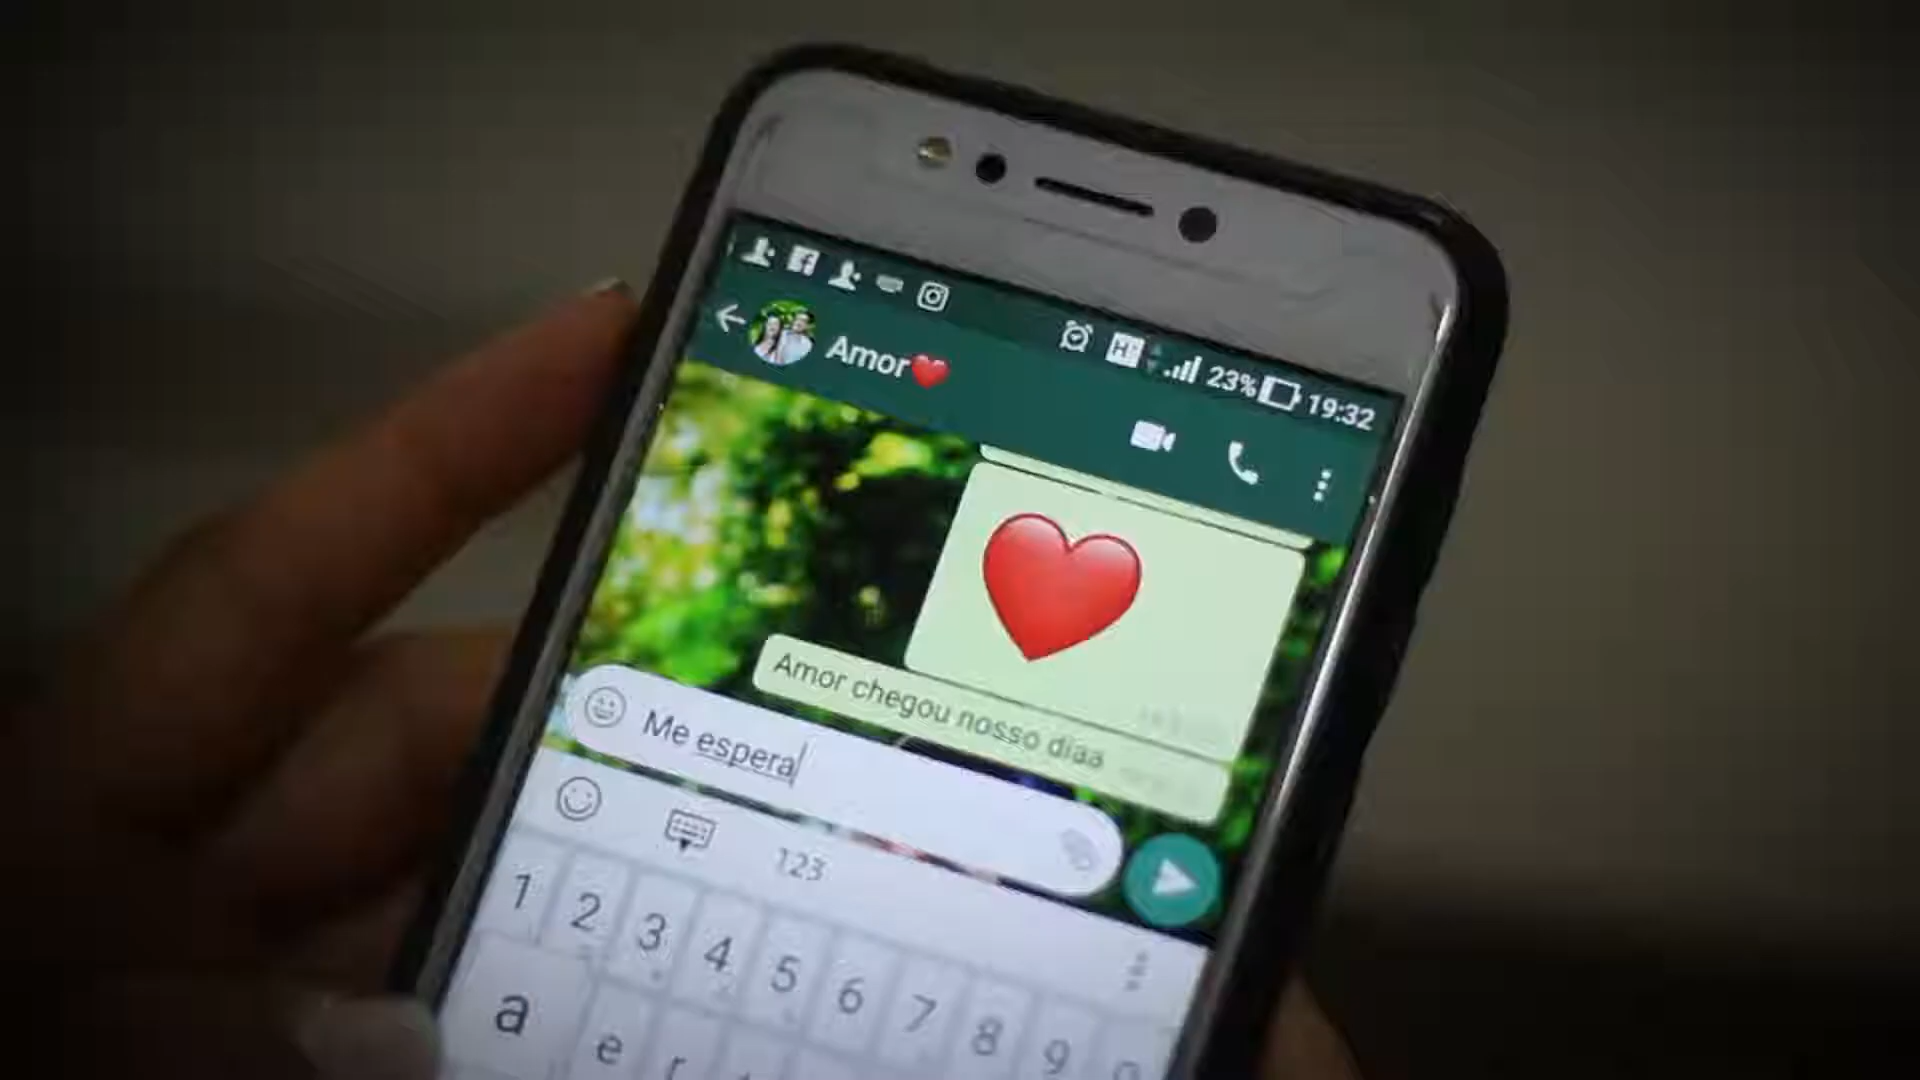 23% 19:32
Amor❤️
❤️
Amor chegou nosso diaa
Me espera
123
1 2 3 4 5 6 7 8 9
a e r